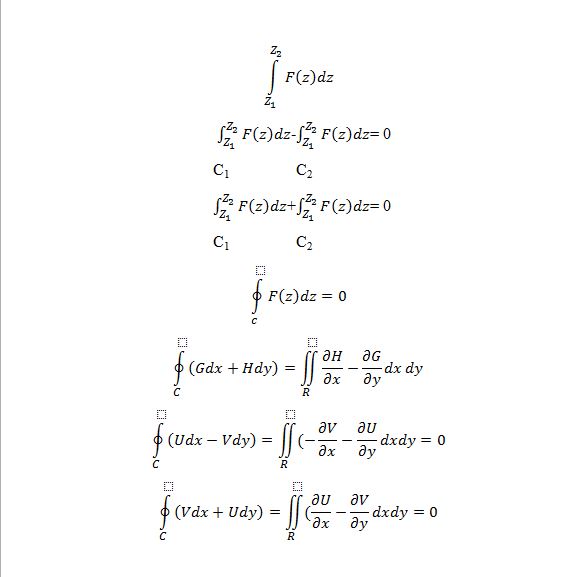 ∫_{Z₁}^{Z₂} F(z)dz
∫_{Z₁}^{Z₂} F(z)dz-∫_{Z₁}^{Z₂} F(z)dz= 0
C₁ C₂
∫_{Z₁}^{Z₂} F(z)dz+∫_{Z₁}^{Z₂} F(z)dz= 0
C₁ C₂
∮_c F(z)dz = 0
∮_C (Gdx + Hdy) = ∬_R ∂H/∂x − ∂G/∂y dx dy
∮_C (Udx − Vdy) = ∬_R (−∂V/∂x − ∂U/∂y dxdy = 0
∮_C (Vdx + Udy) = ∬_R (∂U/∂x − ∂V/∂y dxdy = 0